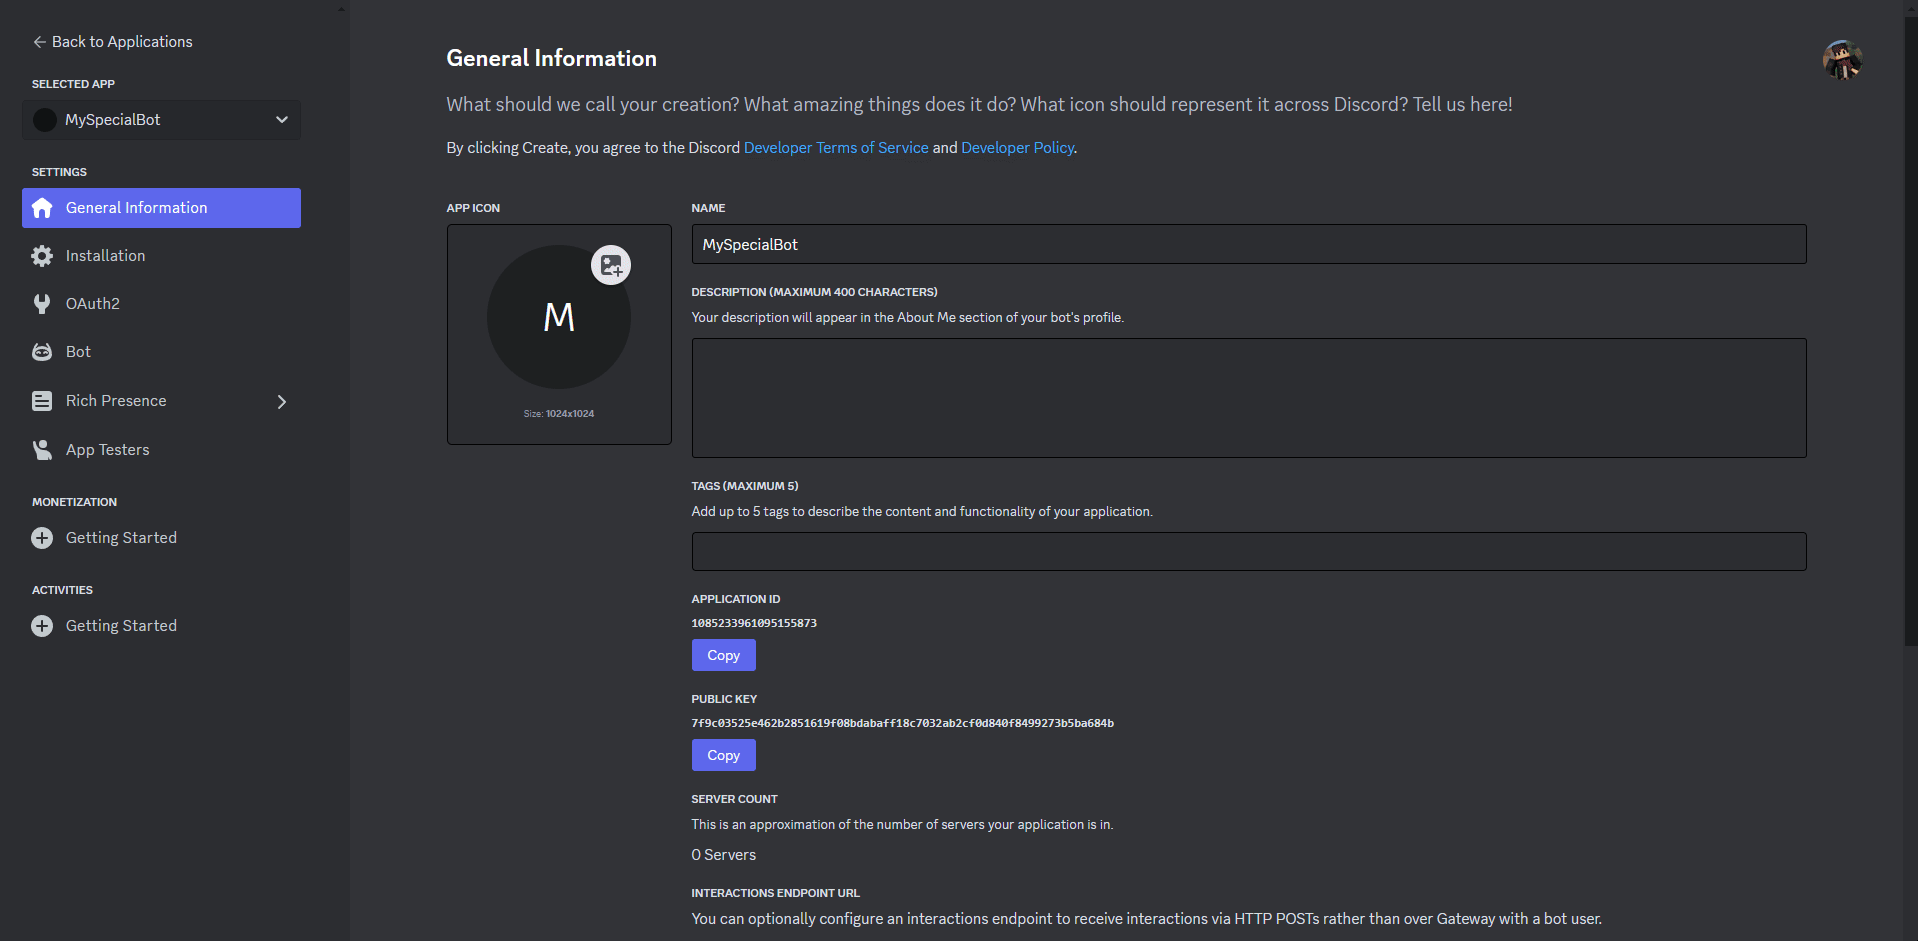 Back to Applications
SELECTED APP
MySpecialBot
SETTINGS
General Information
Installation
OAuth2
Bot
Rich Presence
App Testers
MONETIZATION
Getting Started
ACTIVITIES
Getting Started
General Information
What should we call your creation? What amazing things does it do? What icon should represent it across Discord? Tell us here!
By clicking Create, you agree to the Discord Developer Terms of Service and Developer Policy.
APP ICON
M
Size: 1024x1024
NAME
MySpecialBot
DESCRIPTION (MAXIMUM 400 CHARACTERS)
Your description will appear in the About Me section of your bot's profile.
TAGS (MAXIMUM 5)
Add up to 5 tags to describe the content and functionality of your application.
APPLICATION ID
1085233961095155873
Copy
PUBLIC KEY
7f9c03525e462b2851619f08bdabaff18c7032ab2cf0d840f8499273b5ba684b
Copy
SERVER COUNT
This is an approximation of the number of servers your application is in.
0 Servers
INTERACTIONS ENDPOINT URL
You can optionally configure an interactions endpoint to receive interactions via HTTP POSTs rather than over Gateway with a bot user.